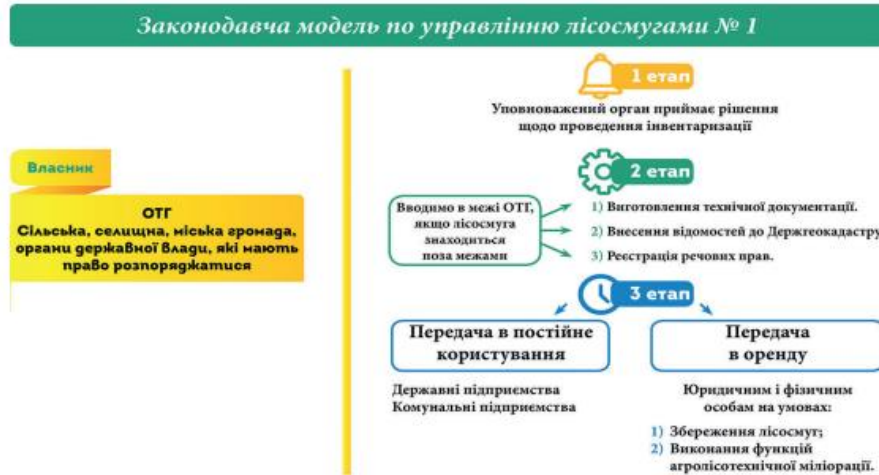 Законодавча модель по управлінню лісосмугами № 1
Власник
ОТГ
Сільська, селищна, міська громада,
органи державної влади, які мають
право розпоряджатися
1 етап
Уповноважений орган приймає рішення
щодо проведення інвентаризації
2 етап
Вводимо в межі ОТГ,
якщо лісосмуга
знаходиться
поза межами
1) Виготовлення технічної документації.
2) Внесення відомостей до Держгеокадастру
3) Реєстрація речових прав.
3 етап
Передача в постійне
користування
Державні підприємства
Комунальні підприємства
Передача
в оренду
Юридичним і фізичним
особам на умовах:
1) Збереження лісосмуг;
2) Виконання функцій
агролісотехнічної міліорації.